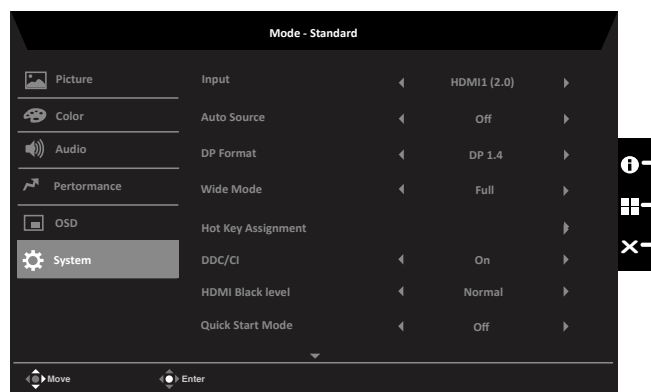 Mode - Standard
Picture
Input HDMI1 (2.0)
Color
Auto Source Off
Audio
DP Format DP 1.4
Pertormance
Wide Mode Full
OSD
Hot Key Assignment
System
DDC/CI On
HDMI Black level Normal
Quick Start Mode Off
Move Enter